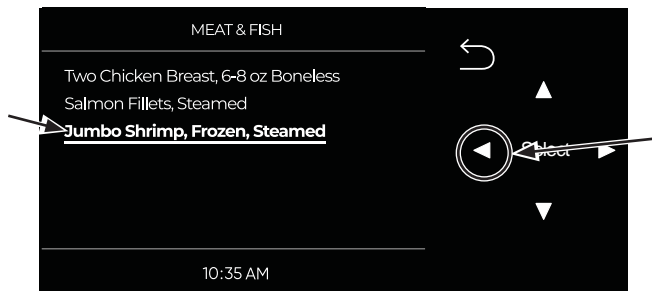 MEAT & FISH
Two Chicken Breast, 6-8 oz Boneless
Salmon Fillets, Steamed
Jumbo Shrimp, Frozen, Steamed
Select
10:35 AM